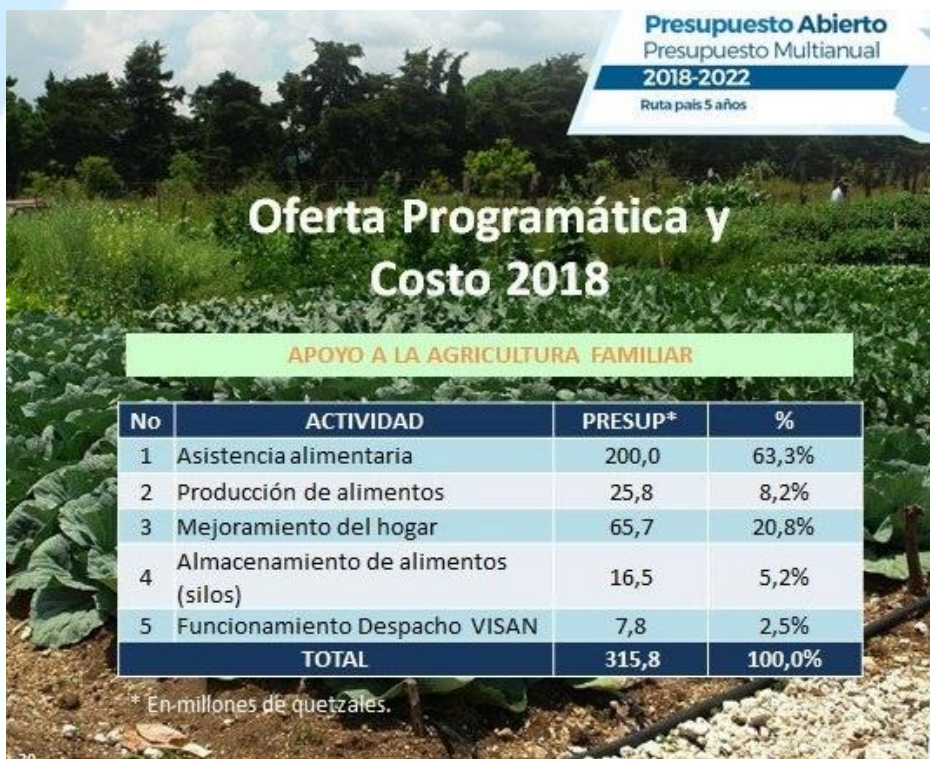 Presupuesto Abierto
Presupuesto Multianual
2018-2022
Ruta país 5 años
Oferta Programática y
Costo 2018
APOYO A LA AGRICULTURA FAMILIAR
No ACTIVIDAD PRESUP* %
1 Asistencia alimentaria 200,0 63,3%
2 Producción de alimentos 25,8 8,2%
3 Mejoramiento del hogar 65,7 20,8%
4 Almacenamiento de alimentos
(silos) 16,5 5,2%
5 Funcionamiento Despacho VISAN 7,8 2,5%
TOTAL 315,8 100,0%
* En millones de quetzales.